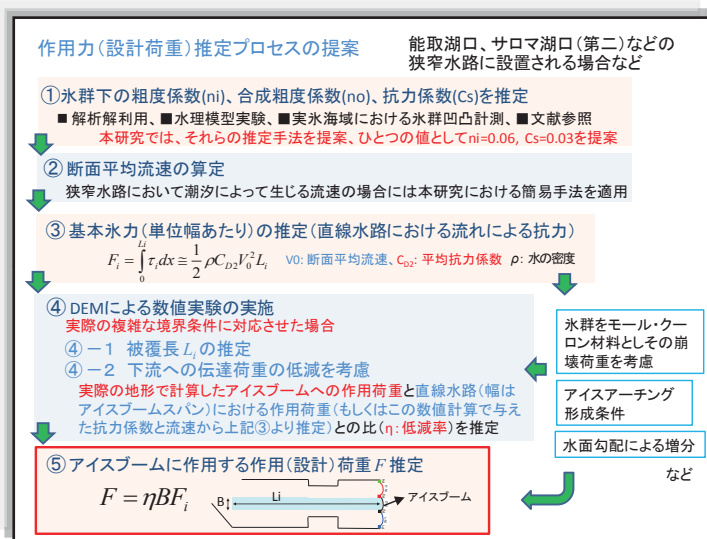 作用力(設計荷重)推定プロセスの提案
能取湖口、サロマ湖口(第二)などの
狭窄水路に設置される場合など
①氷群下の粗度係数(ni)、合成粗度係数(no)、抗力係数(Cs)を推定
■ 解析解利用、■水理模型実験、■実氷海域における氷群凹凸計測、■文献参照
本研究では、それらの推定手法を提案、ひとつの値としてni=0.06, Cs=0.03を提案
② 断面平均流速の算定
狭窄水路において潮汐によって生じる流速の場合には本研究における簡易手法を適用
③ 基本氷力(単位幅あたり)の推定(直線水路における流れによる抗力)
F_i = ∫_0^{Li} τ_i dx ≅ 1/2 ρC_{D2}V_0^2 L_i V0: 断面平均流速、C_{D2}: 平均抗力係数 ρ: 水の密度
④ DEMによる数値実験の実施
実際の複雑な境界条件に対応させた場合
④-1 被覆長 L_i の推定
④-2 下流への伝達荷重の低減を考慮
実際の地形で計算したアイスブームへの作用荷重と直線水路(幅は
アイスブームスパン)における作用荷重(もしくはこの数値計算で与え
た抗力係数と流速から上記③より推定)との比(η:低減率)を推定
氷群をモール・クー
ロン材料としその崩
壊荷重を考慮
アイスアーチング
形成条件
水面勾配による増分
など
⑤ アイスブームに作用する作用(設計)荷重 F 推定
F = ηBF_i
B
Li
アイスブーム